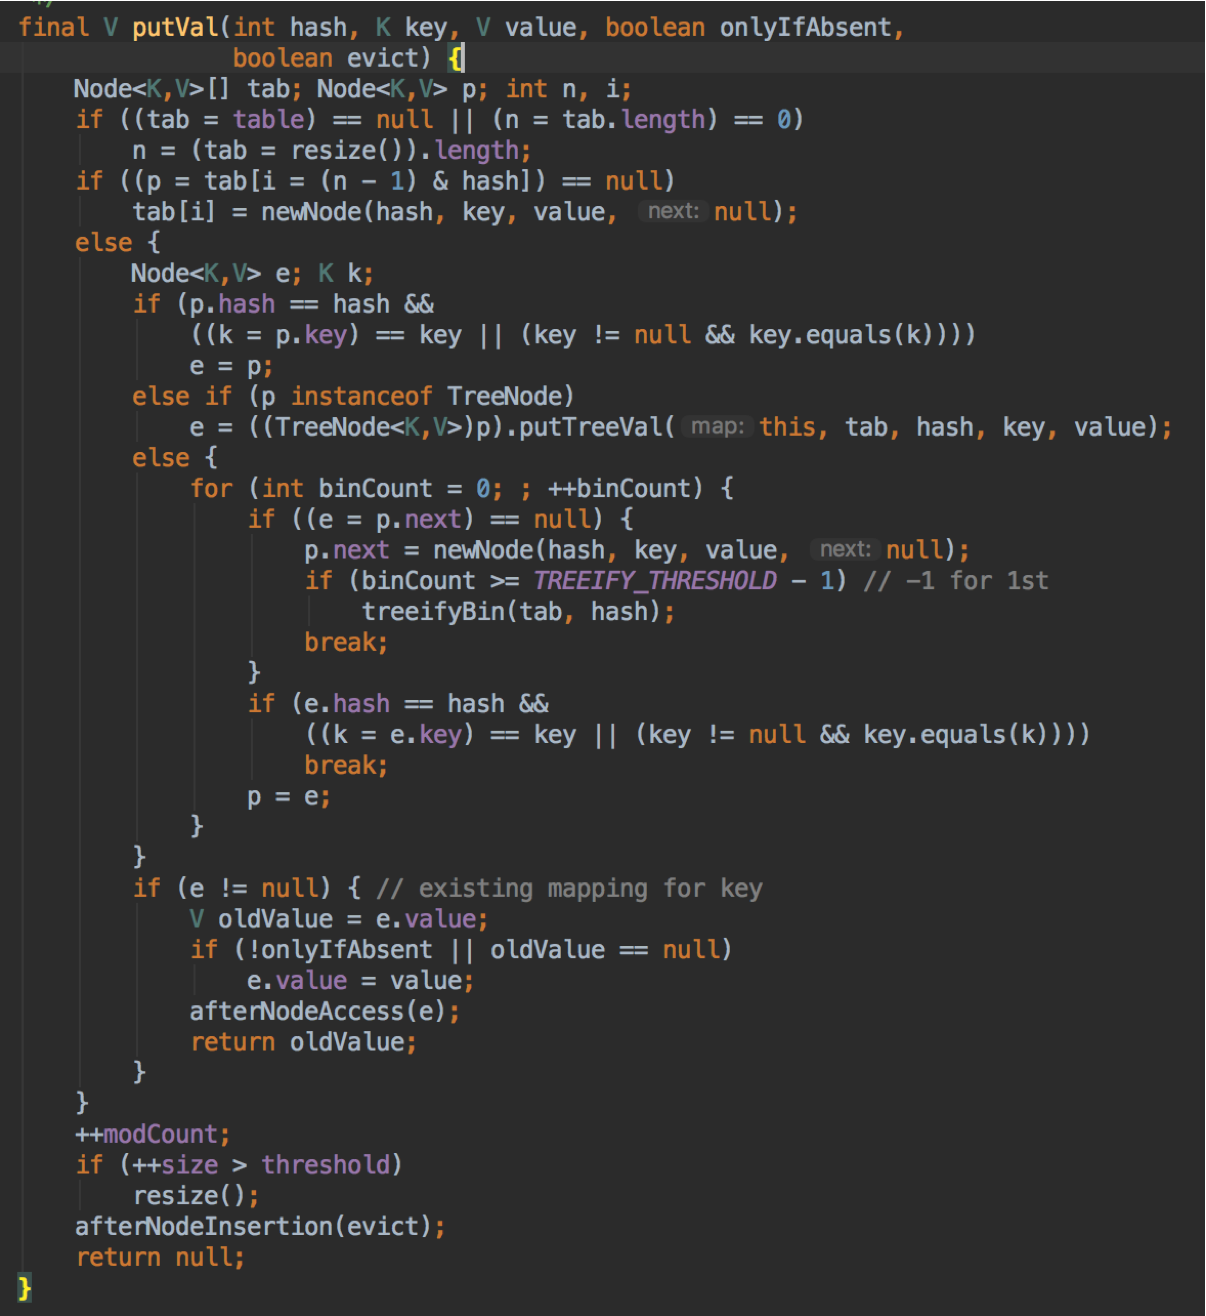 */
final V putVal(int hash, K key, V value, boolean onlyIfAbsent,
               boolean evict) {
    Node<K,V>[] tab; Node<K,V> p; int n, i;
    if ((tab = table) == null || (n = tab.length) == 0)
        n = (tab = resize()).length;
    if ((p = tab[i = (n - 1) & hash]) == null)
        tab[i] = newNode(hash, key, value, next: null);
    else {
        Node<K,V> e; K k;
        if (p.hash == hash &&
            ((k = p.key) == key || (key != null && key.equals(k))))
            e = p;
        else if (p instanceof TreeNode)
            e = ((TreeNode<K,V>)p).putTreeVal( map: this, tab, hash, key, value);
        else {
            for (int binCount = 0; ; ++binCount) {
                if ((e = p.next) == null) {
                    p.next = newNode(hash, key, value, next: null);
                    if (binCount >= TREEIFY_THRESHOLD - 1) // -1 for 1st
                        treeifyBin(tab, hash);
                    break;
                }
                if (e.hash == hash &&
                    ((k = e.key) == key || (key != null && key.equals(k))))
                    break;
                p = e;
            }
        }
        if (e != null) { // existing mapping for key
            V oldValue = e.value;
            if (!onlyIfAbsent || oldValue == null)
                e.value = value;
            afterNodeAccess(e);
            return oldValue;
        }
    }
    ++modCount;
    if (++size > threshold)
        resize();
    afterNodeInsertion(evict);
    return null;
}